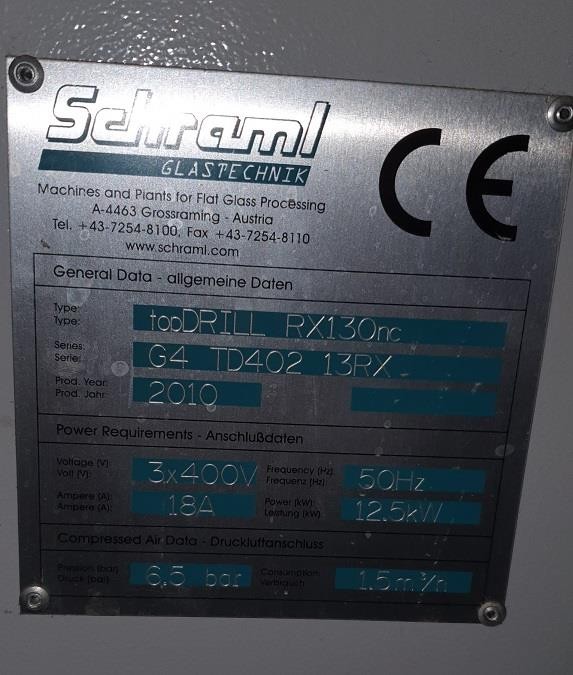 Schraml
GLASTECHNIK
CE
Machines and Plants for Flat Glass Processing
A-4463 Grossraming - Austria
Tel. +43-7254-8100, Fax +43-7254-8110
www.schraml.com
General Data - allgemeine Daten
Type: topDRILL RX130nc
Type:
Series: G4 TD402 13RX
Serie:
Prod. Year: 2010
Prod. Jahr:
Power Requirements - Anschlußdaten
Voltage (V): 3x400V Frequency (Hz): 50Hz
Volt (V): Frequenz (Hz):
Ampere (A): 18A Power (kW): 12.5kW
Ampere (A): Leistung (kW):
Compressed Air Data - Druckluftanschluss
Pression (bar) 6.5 bar Consumption 1.5m³/h
Druck (bar) Verbrauch